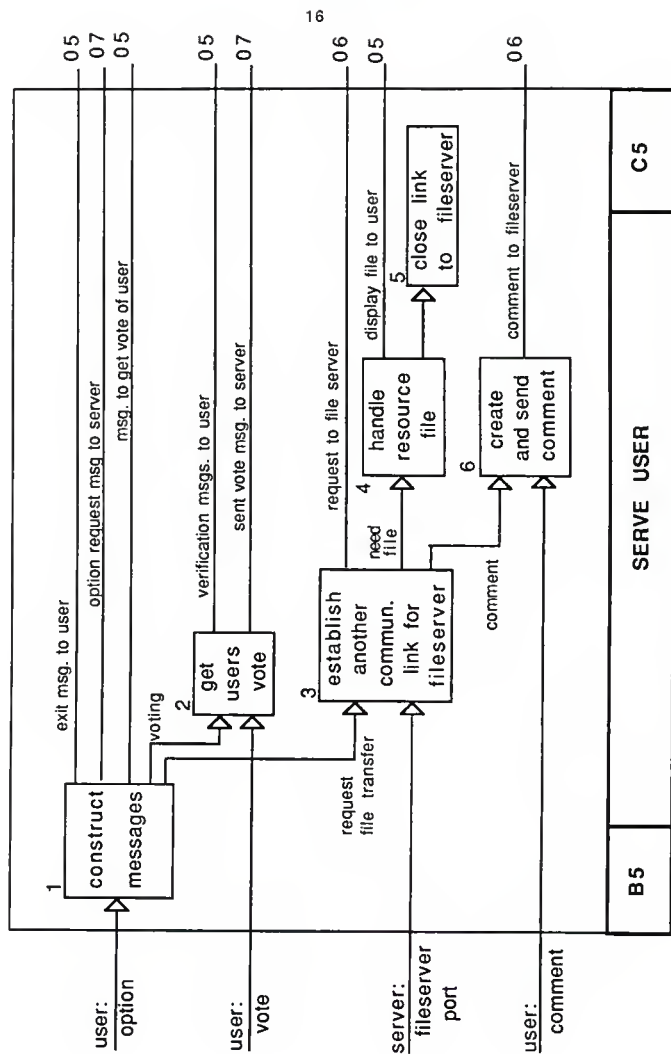 16
user:
option
user:
vote
server:
fileserver
port
user:
comment
1
construct
messages
exit msg. to user
option request msg to server
msg. to get vote of user
voting
request
file transfer
2
get
users
vote
verification msgs. to user
sent vote msg. to server
3
establish
another
commun.
link for
fileserver
request to file server
need
file
comment
4
handle
resource
file
display file to user
5
close link
to fileserver
6
create
and send
comment
comment to fileserver
05
07
05
05
07
06
05
06
B5
SERVE USER
C5